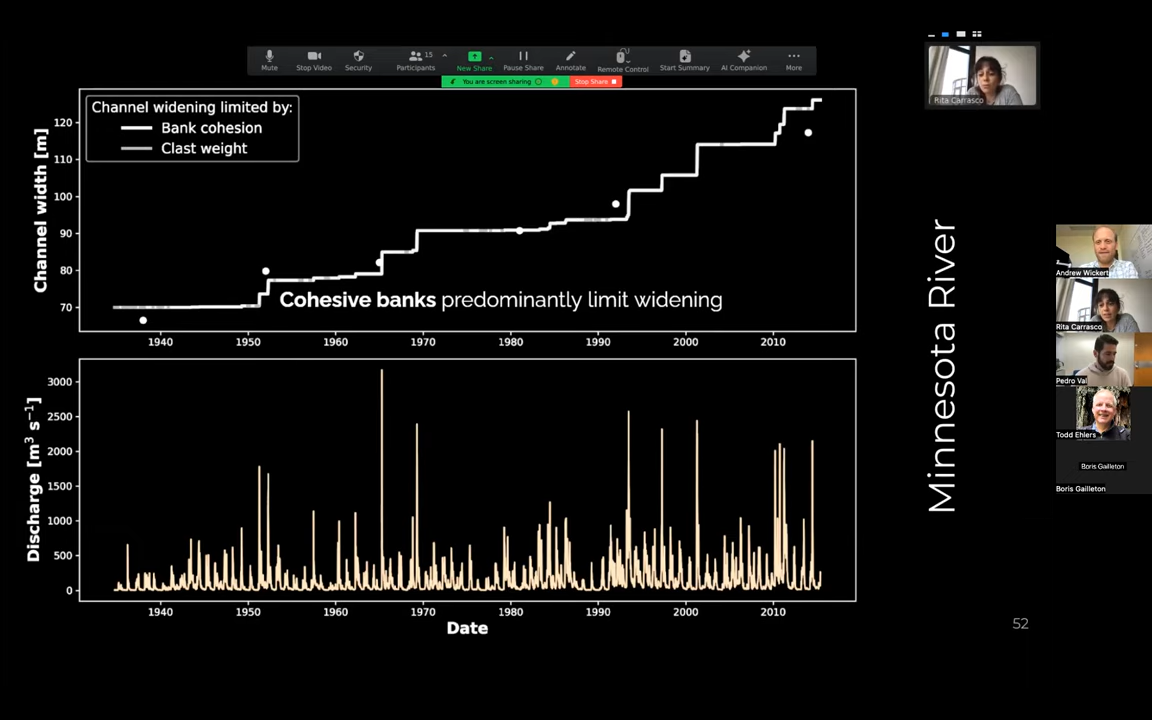 Mute
Stop Video
Security
Participants
15
New Share
Pause Share
Annotate
Remote Control
Start Summary
AI Companion
More
You are screen sharing
Stop Share
Rita Carrasco
Channel widening limited by:
Bank cohesion
Clast weight
Channel width [m]
120
110
100
90
80
70
Cohesive banks predominantly limit widening
1940 1950 1960 1970 1980 1990 2000 2010
Discharge [m³ s⁻¹]
3000
2500
2000
1500
1000
500
0
1940 1950 1960 1970 1980 1990 2000 2010
Date
Minnesota River
52
Andrew Wickert
Rita Carrasco
Pedro Val
Todd Ehlers
Boris Gailleton
Boris Gailleton